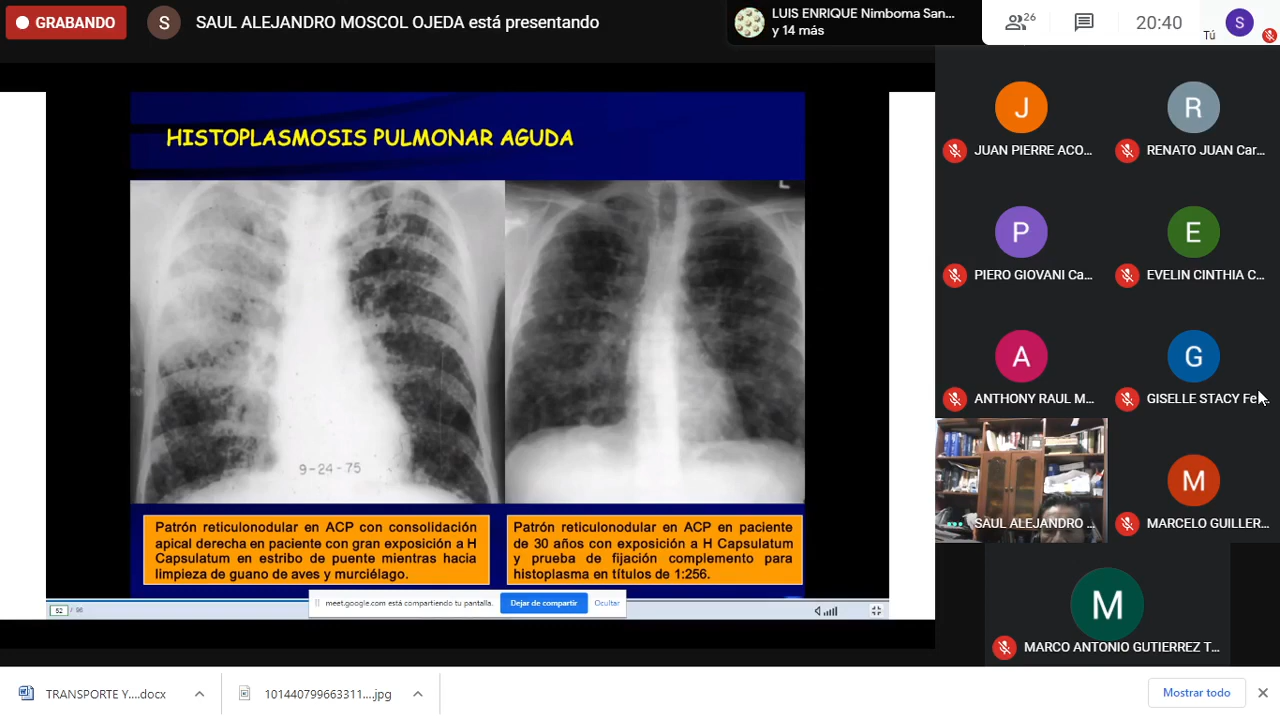 GRABANDO
S
SAUL ALEJANDRO MOSCOL OJEDA está presentando
LUIS ENRIQUE Nimboma San...
y 14 más
26
20:40
Tú
S
HISTOPLASMOSIS PULMONAR AGUDA
L
9-24-75
Patrón reticulonodular en ACP con consolidación
apical derecha en paciente con gran exposición a H
Capsulatum en estribo de puente mientras hacia
limpieza de guano de aves y murciélago.
Patrón reticulonodular en ACP en paciente
de 30 años con exposición a H Capsulatum
y prueba de fijación complemento para
histoplasma en títulos de 1:256.
meet.google.com está compartiendo tu pantalla.
Dejar de compartir
Ocultar
52 / 98
J
JUAN PIERRE ACO...
R
RENATO JUAN Car...
P
PIERO GIOVANI Ca...
E
EVELIN CINTHIA C...
A
ANTHONY RAUL M...
G
GISELLE STACY Fe...
SAUL ALEJANDRO ...
M
MARCELO GUILLER...
M
MARCO ANTONIO GUTIERREZ T...
TRANSPORTE Y....docx
101440799663311....jpg
Mostrar todo